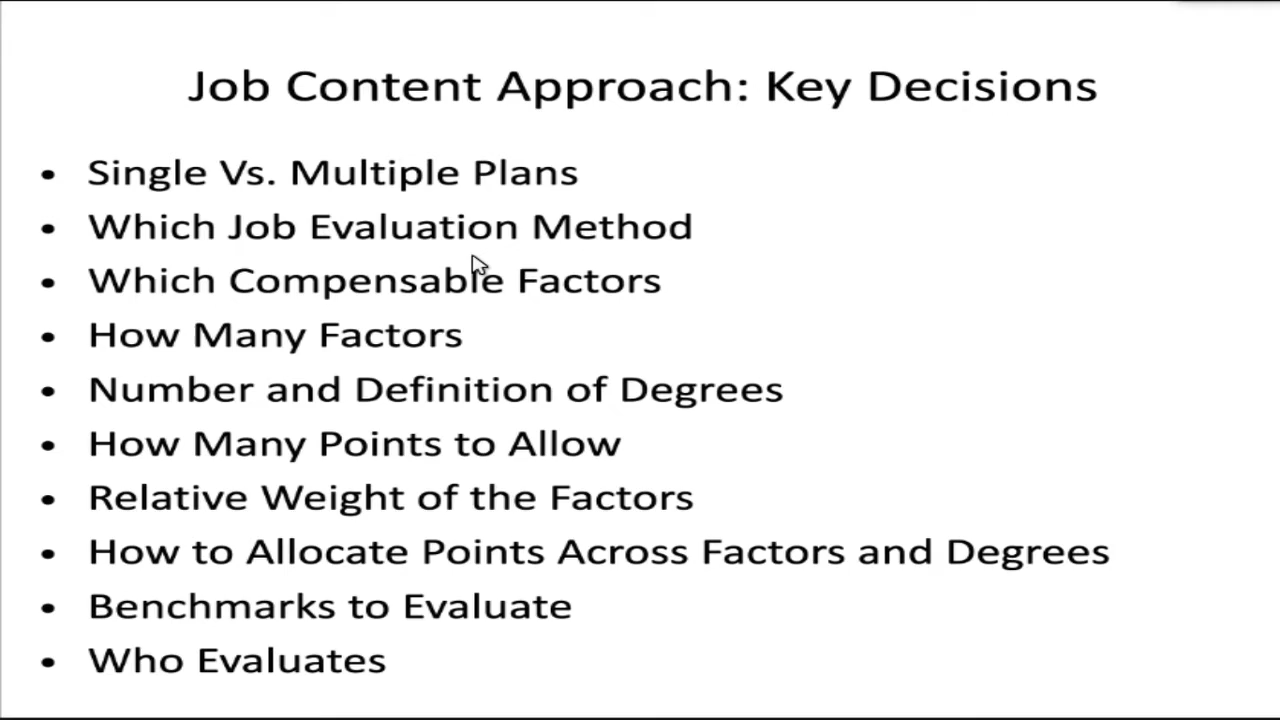 Job Content Approach: Key Decisions
• Single Vs. Multiple Plans
• Which Job Evaluation Method
• Which Compensable Factors
• How Many Factors
• Number and Definition of Degrees
• How Many Points to Allow
• Relative Weight of the Factors
• How to Allocate Points Across Factors and Degrees
• Benchmarks to Evaluate
• Who Evaluates